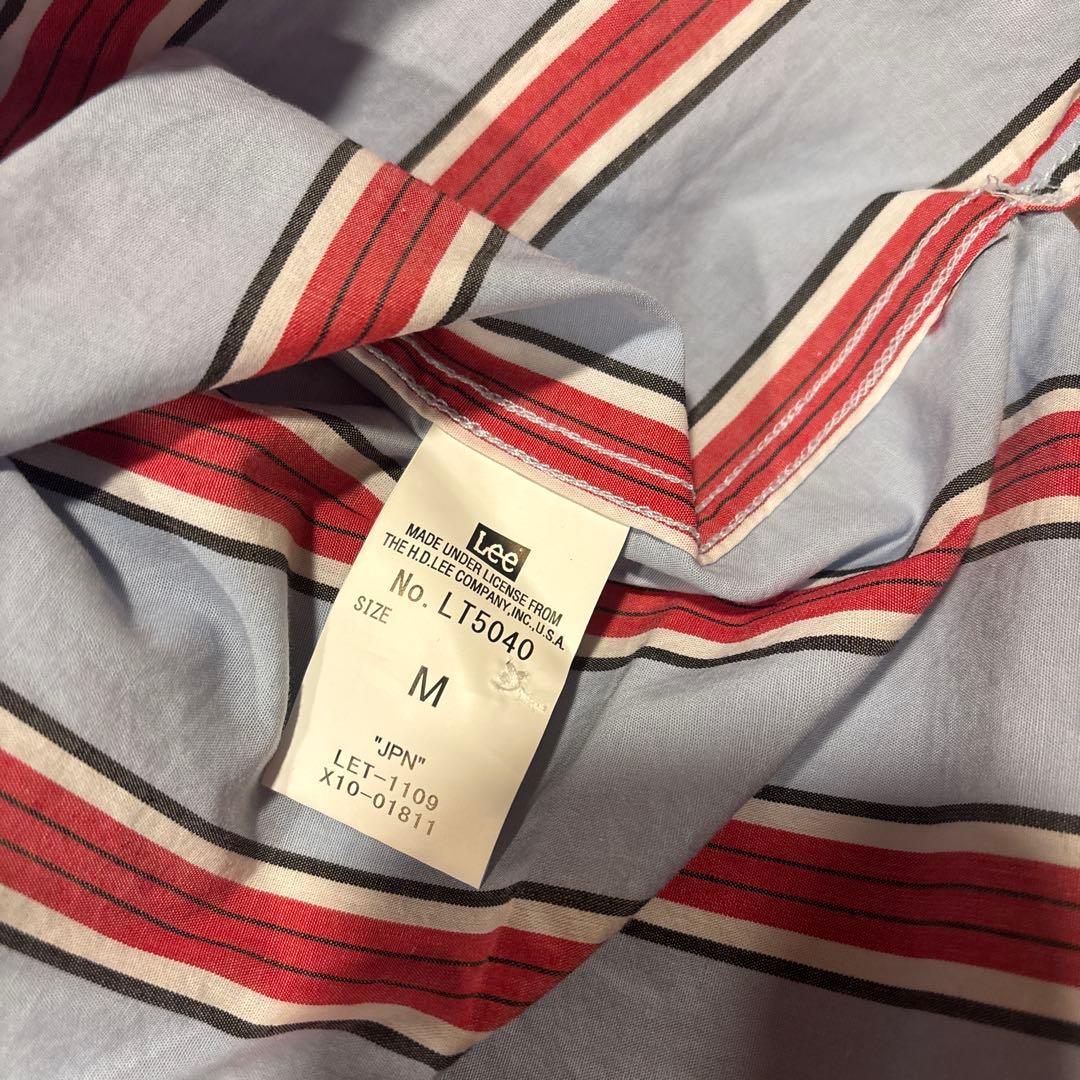 Lee
MADE UNDER LICENSE FROM
THE H.D.LEE COMPANY,INC.,U.S.A.
No. LT5040
SIZE
M
"JPN"
LET-1109
X10-01811